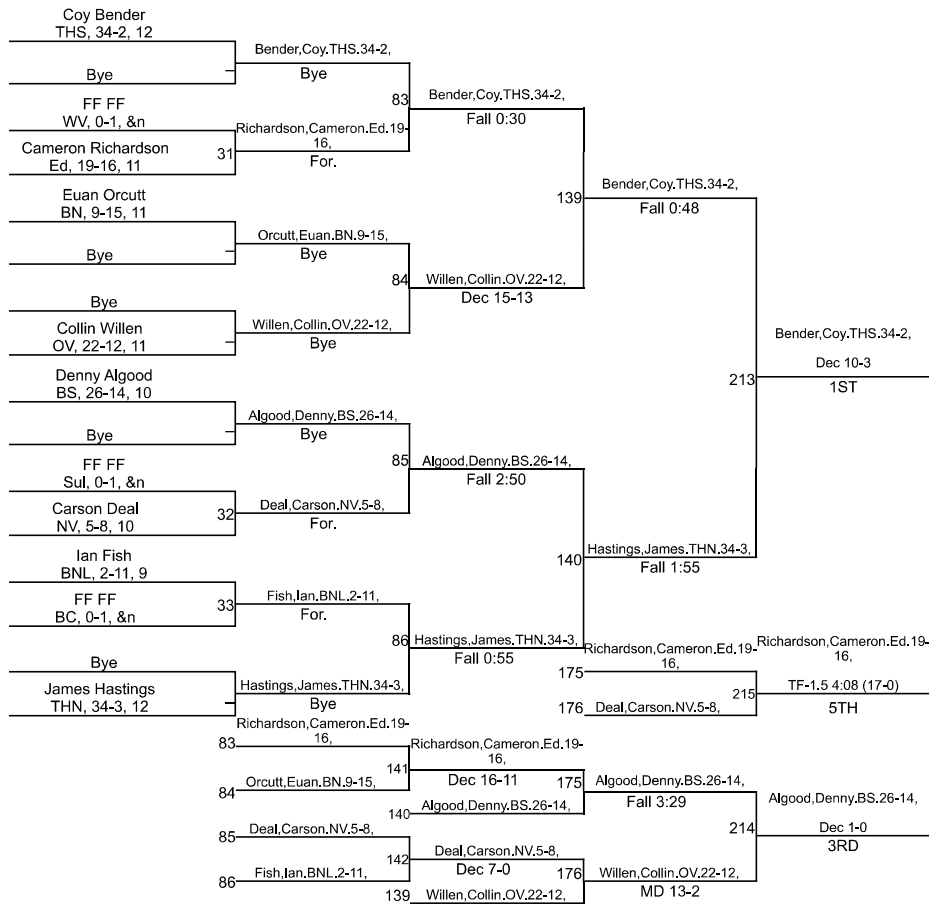 Coy Bender
THS, 34-2, 12
Bye
Bender,Coy.THS.34-2,
Bye
FF FF
WV, 0-1, &n
Cameron Richardson
Ed, 19-16, 11
31
Richardson,Cameron.Ed.19-
16,
For.
83
Bender,Coy.THS.34-2,
Fall 0:30
Euan Orcutt
BN, 9-15, 11
Bye
Orcutt,Euan.BN.9-15,
Bye
Bye
Collin Willen
OV, 22-12, 11
Willen,Collin.OV.22-12,
Bye
84
Willen,Collin.OV.22-12,
Dec 15-13
139
Bender,Coy.THS.34-2,
Fall 0:48
Denny Algood
BS, 26-14, 10
Bye
Algood,Denny.BS.26-14,
Bye
FF FF
Sul, 0-1, &n
Carson Deal
NV, 5-8, 10
32
Deal,Carson.NV.5-8,
For.
85
Algood,Denny.BS.26-14,
Fall 2:50
Ian Fish
BNL, 2-11, 9
FF FF
BC, 0-1, &n
33
Fish,Ian.BNL.2-11,
For.
Bye
James Hastings
THN, 34-3, 12
Hastings,James.THN.34-3,
Bye
86
Hastings,James.THN.34-3,
Fall 0:55
140
Hastings,James.THN.34-3,
Fall 1:55
213
Bender,Coy.THS.34-2,
Dec 10-3
1ST
175
Richardson,Cameron.Ed.19-
16,
176
Deal,Carson.NV.5-8,
215
Richardson,Cameron.Ed.19-
16,
TF-1.5 4:08 (17-0)
5TH
83
Richardson,Cameron.Ed.19-
16,
84
Orcutt,Euan.BN.9-15,
141
Richardson,Cameron.Ed.19-
16,
Dec 16-11
140
Algood,Denny.BS.26-14,
175
Algood,Denny.BS.26-14,
Fall 3:29
85
Deal,Carson.NV.5-8,
86
Fish,Ian.BNL.2-11,
142
Deal,Carson.NV.5-8,
Dec 7-0
139
Willen,Collin.OV.22-12,
176
Willen,Collin.OV.22-12,
MD 13-2
214
Algood,Denny.BS.26-14,
Dec 1-0
3RD